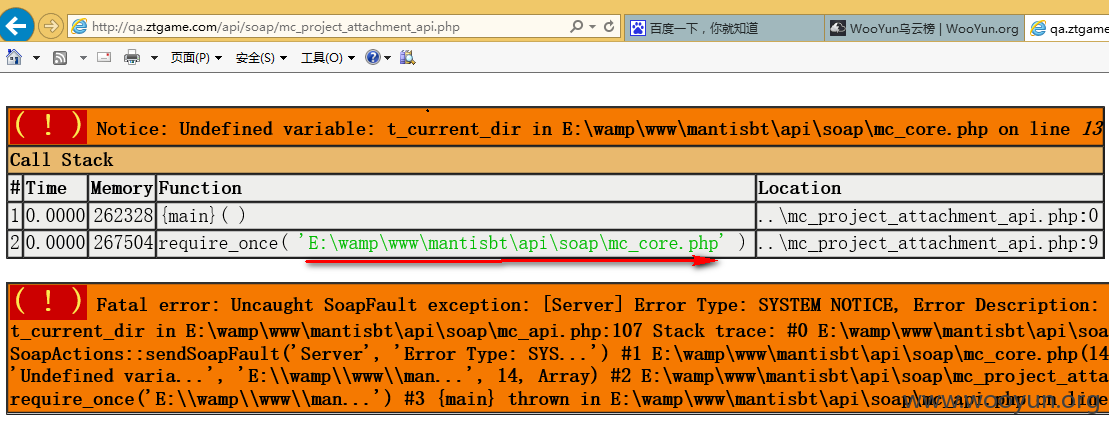 http://qa.ztgame.com/api/soap/mc_project_attachment_api.php
百度一下，你就知道
WooYun乌云榜 | WooYun.org
qa.ztgame
页面(P)
安全(S)
工具(O)
( ! ) Notice: Undefined variable: t_current_dir in E:\wamp\www\mantisbt\api\soap\mc_core.php on line 13
Call Stack
# Time Memory Function Location
1 0.0000 262328 {main}( ) ..\mc_project_attachment_api.php:0
2 0.0000 267504 require_once( 'E:\wamp\www\mantisbt\api\soap\mc_core.php' ) ..\mc_project_attachment_api.php:9
( ! ) Fatal error: Uncaught SoapFault exception: [Server] Error Type: SYSTEM NOTICE, Error Description:
t_current_dir in E:\wamp\www\mantisbt\api\soap\mc_api.php:107 Stack trace: #0 E:\wamp\www\mantisbt\api\soa
SoapActions::sendSoapFault('Server', 'Error Type: SYS...') #1 E:\wamp\www\mantisbt\api\soap\mc_core.php(14
'Undefined varia...', 'E:\\wamp\\www\\man...', 14, Array) #2 E:\wamp\www\mantisbt\api\soap\mc_project_atta
require_once('E:\\wamp\\www\\man...') #3 {main} thrown in E:\wamp\www\mantisbt\api\soap\mc_api.php on line
www.wooyun.org